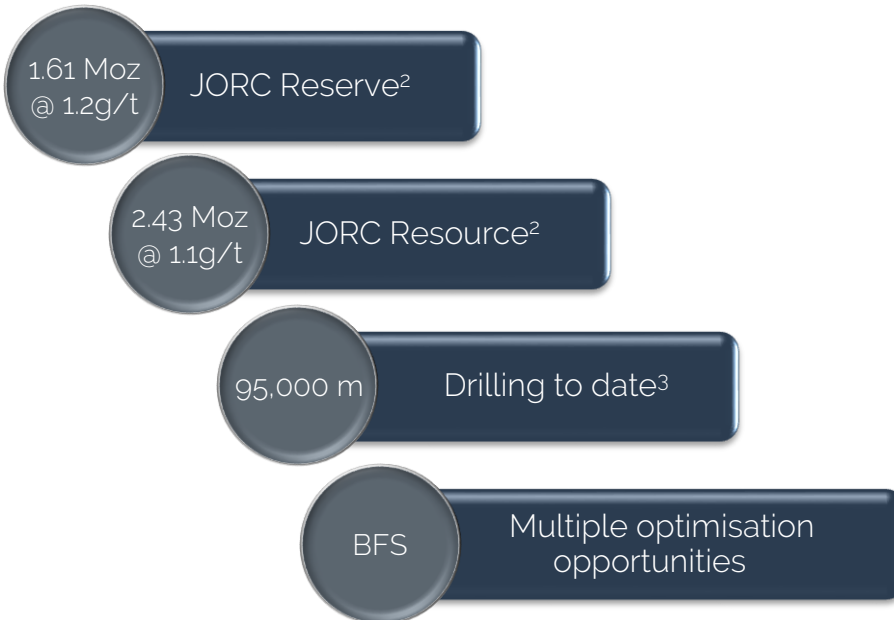 1.61 Moz
@ 1.2g/t
JORC Reserve²
2.43 Moz
@ 1.1g/t
JORC Resource²
95,000 m
Drilling to date³
BFS
Multiple optimisation
opportunities